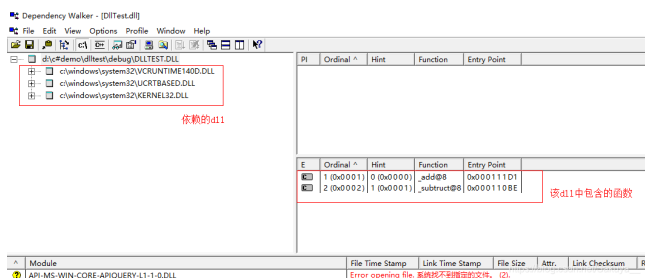 Dependency Walker - [DllTest.dll]
File Edit View Options Profile Window Help
d:\c#demo\dlltest\debug\DLLTEST.DLL
c:\windows\system32\VCRUNTIME140D.DLL
c:\windows\system32\UCRTBASED.DLL
c:\windows\system32\KERNEL32.DLL
依赖的dll
PI Ordinal ^ Hint Function Entry Point
E Ordinal ^ Hint Function Entry Point
C 1 (0x0001) 0 (0x0000) _add@8 0x000111D1
C 2 (0x0002) 1 (0x0001) _subtruct@8 0x000110BE
该dll中包含的函数
^ Module File Time Stamp Link Time Stamp File Size Attr. Link Checksum R
? API-MS-WIN-CORE-APIQUERY-L1-1-0.DLL Error opening file. 系统找不到指定的文件。 (2).